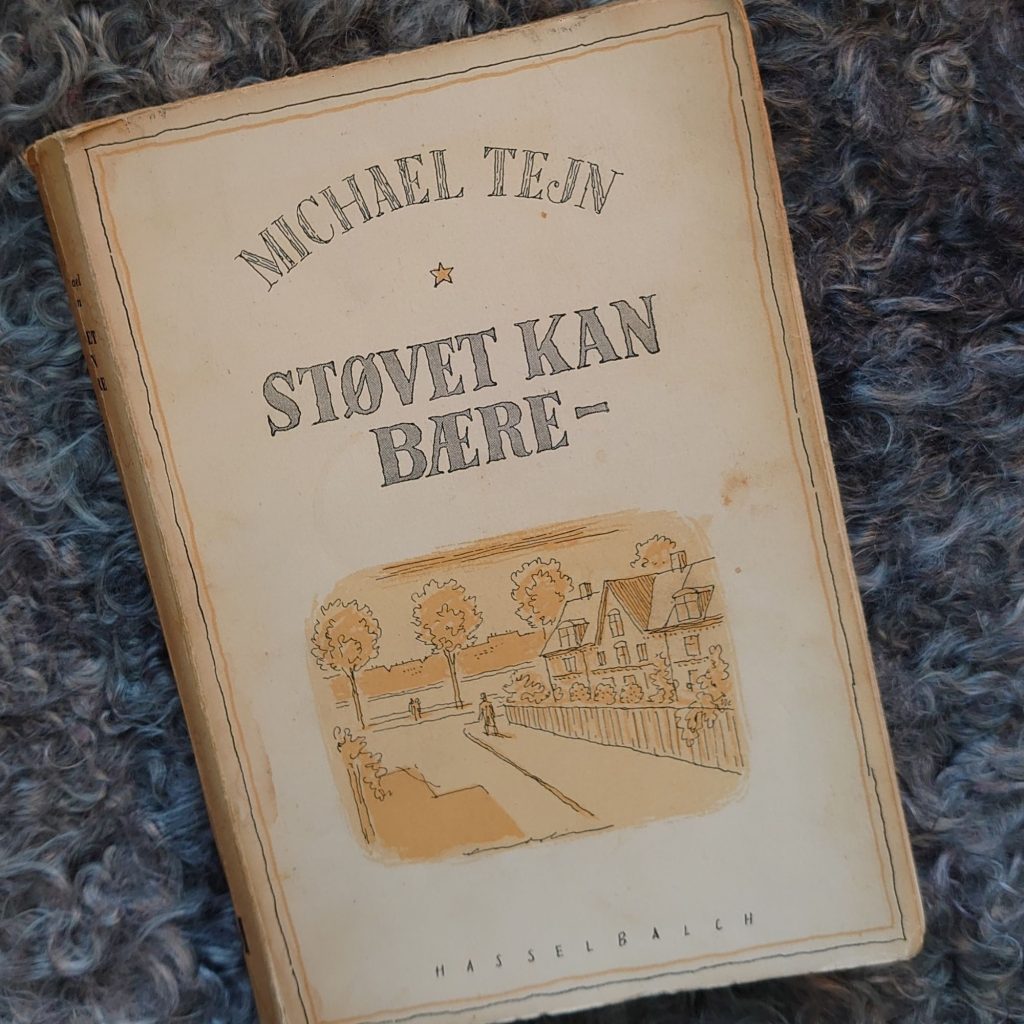 MICHAEL TEJN
STØVET KAN
BÆRE –
HASSELBALCH